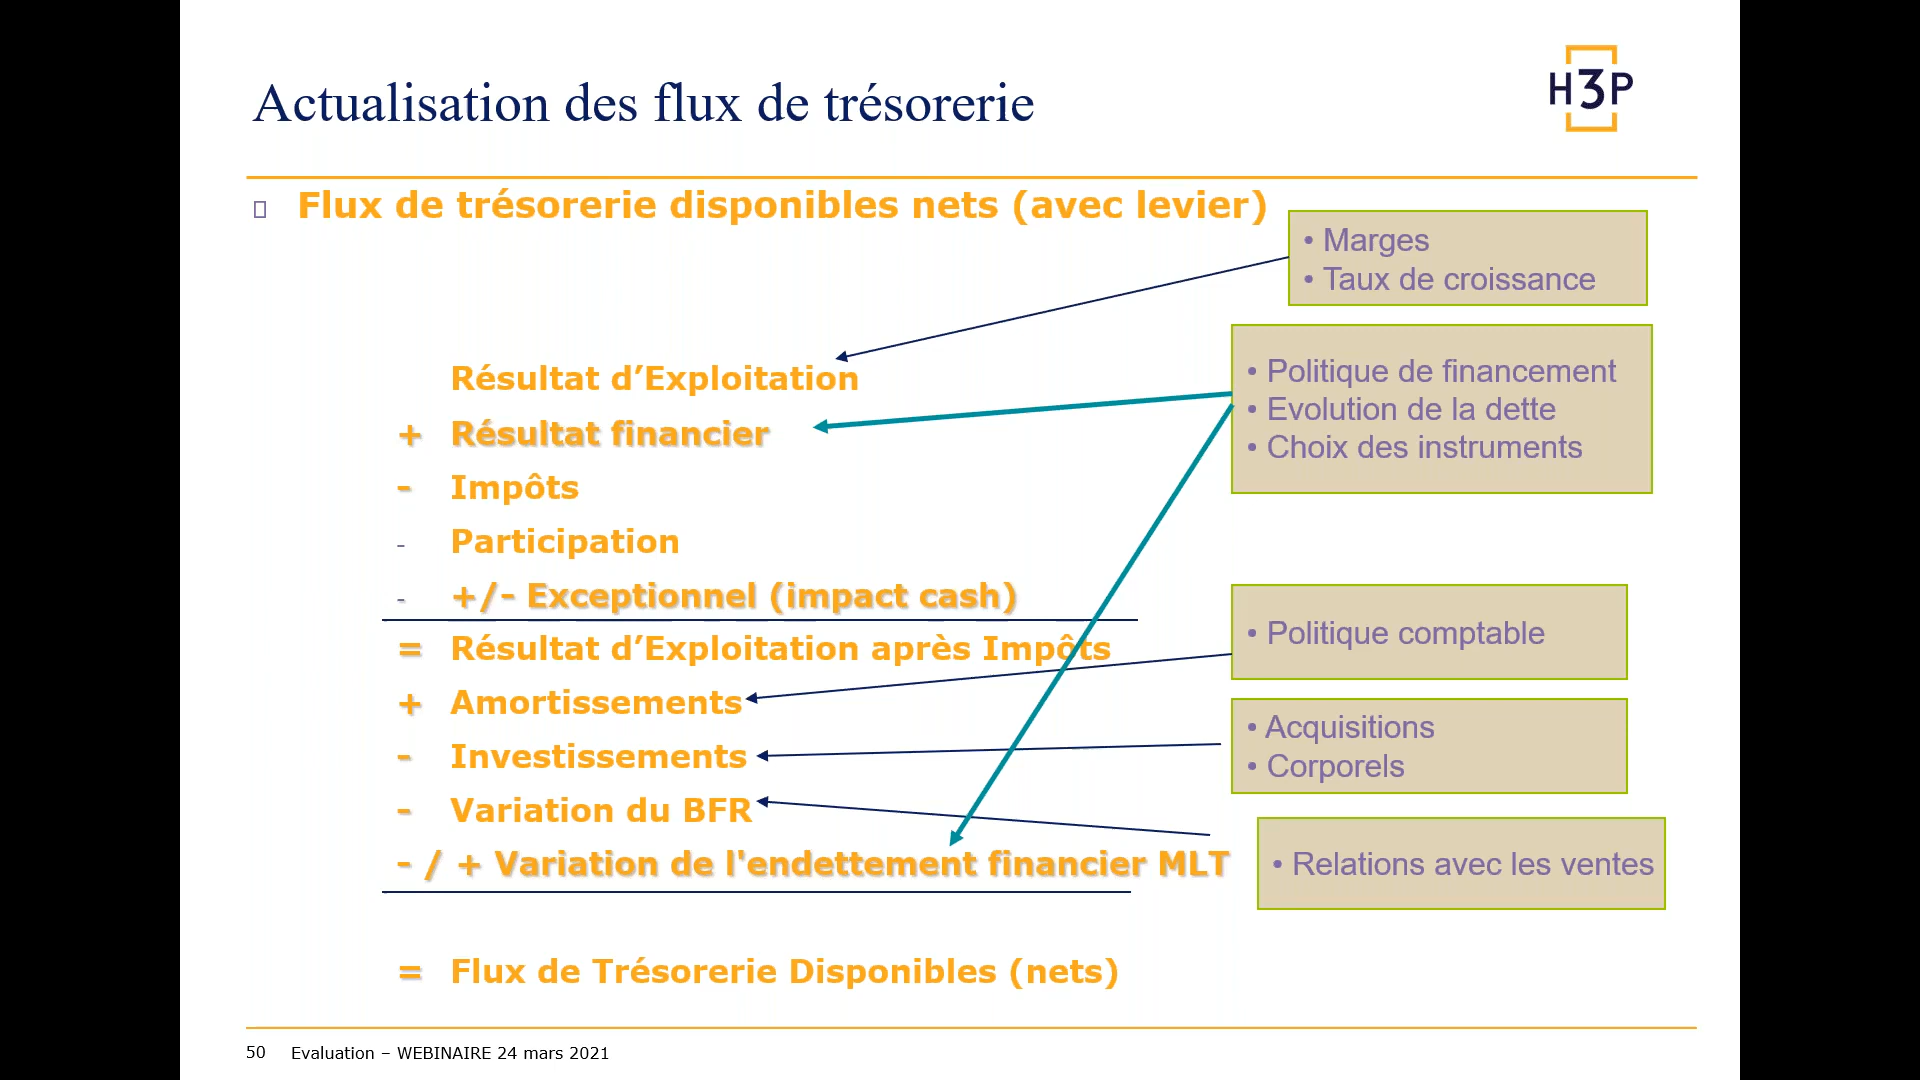 Actualisation des flux de trésorerie
H3P
Flux de trésorerie disponibles nets (avec levier)
• Marges
• Taux de croissance
Résultat d’Exploitation
+ Résultat financier
- Impôts
- Participation
- +/- Exceptionnel (impact cash)
= Résultat d’Exploitation après Impôts
+ Amortissements
- Investissements
- Variation du BFR
- / + Variation de l'endettement financier MLT
= Flux de Trésorerie Disponibles (nets)
• Politique de financement
• Evolution de la dette
• Choix des instruments
• Politique comptable
• Acquisitions
• Corporels
• Relations avec les ventes
50 Evaluation – WEBINAIRE 24 mars 2021